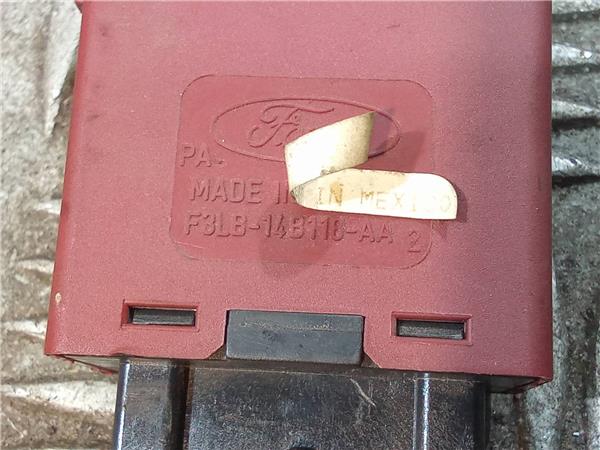 Ford
PA
MADE IN
IN MEXICO
F3LB-14B118-AA
2